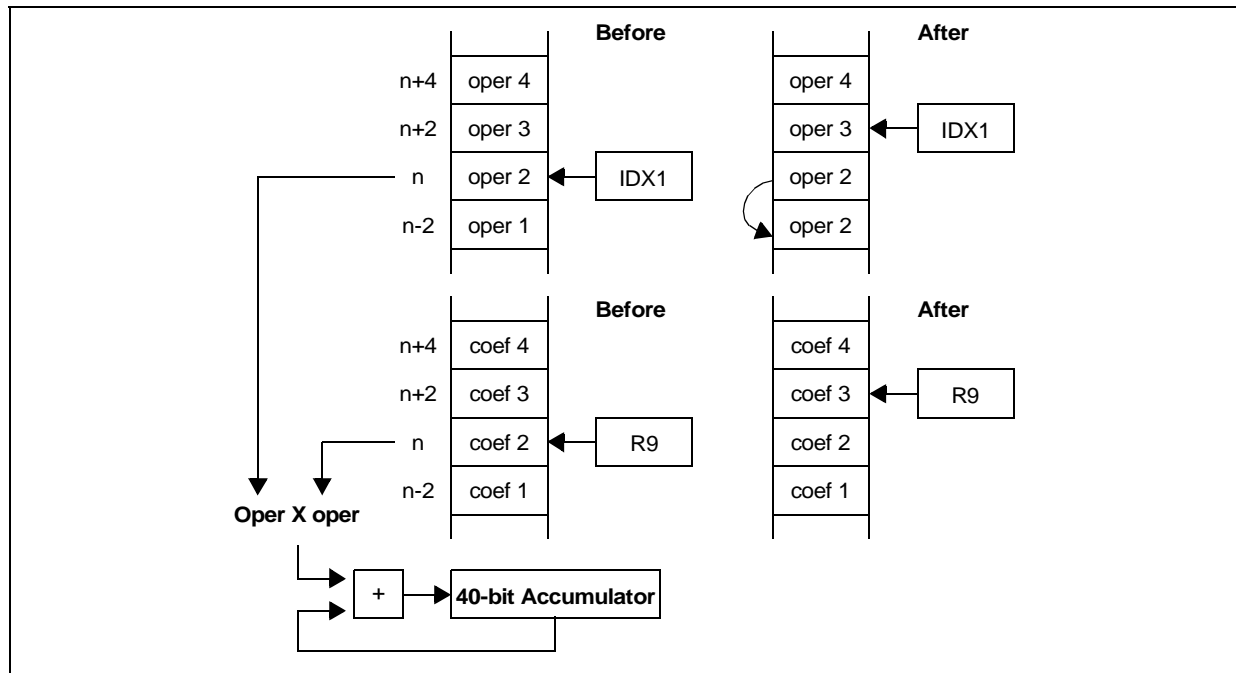 Before After
n+4 oper 4 oper 4
n+2 oper 3 oper 3 IDX1
n oper 2 IDX1 oper 2
n-2 oper 1 oper 2
Before After
n+4 coef 4 coef 4
n+2 coef 3 coef 3 R9
n coef 2 R9 coef 2
n-2 coef 1 coef 1
Oper X oper
+ 40-bit Accumulator